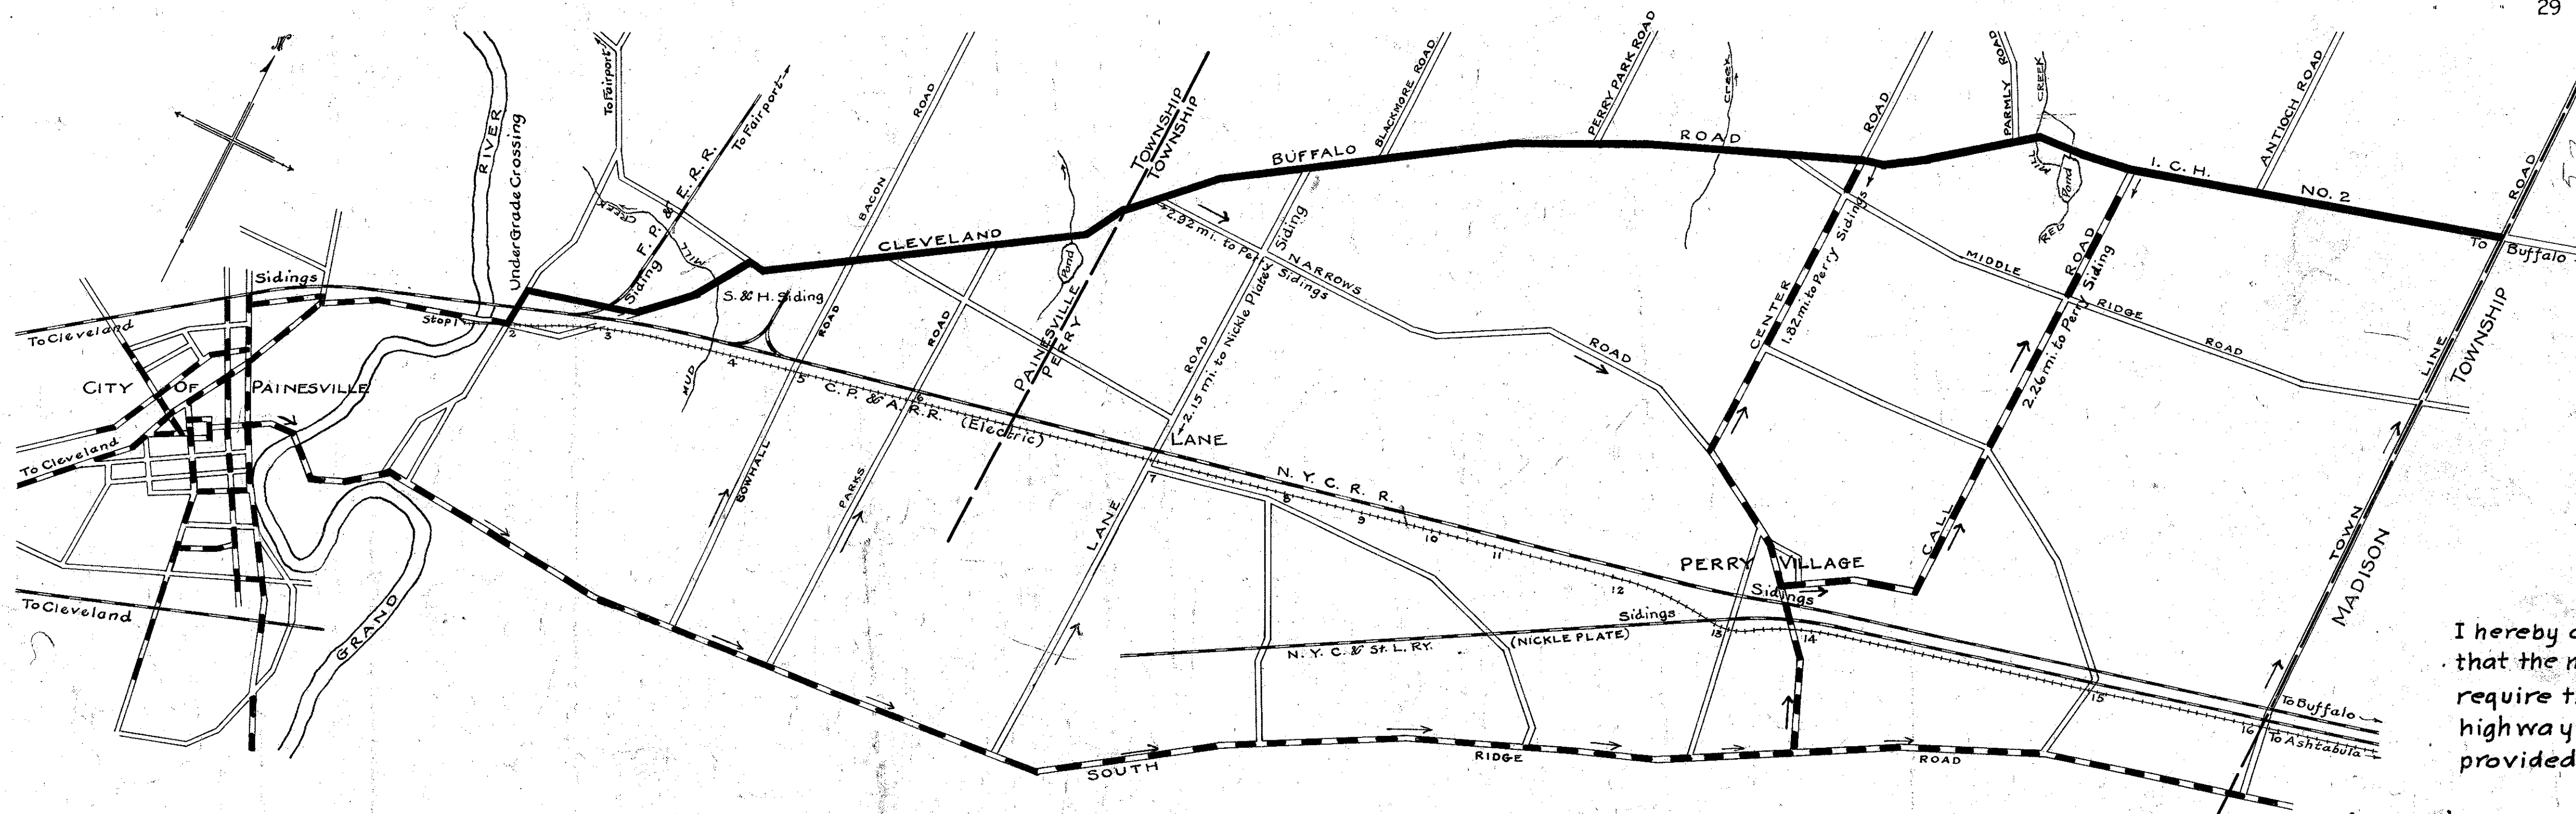 29
N
RIVER
Under Grade Crossing
To Fairport
F. P. & E. R. R.
To Fairport
Siding
CREEK
MILL
MUD
BACON ROAD
TOWNSHIP
TOWNSHIP
PAINESVILLE
PERRY
BLACKMORE ROAD
PERRY PARK ROAD
Creek
ROAD
PARMLY ROAD
CREEK
MILL
Pond
RED
ANTIOCH ROAD
CLEVELAND
BUFFALO
ROAD
I. C. H.
NO. 2
To Buffalo
ROAD
Sidings
To Cleveland
Stop 1
2
3
4
5
6
S. & H. Siding
ROAD
ROAD
Pond
2.92 mi. to Perry Sidings
NARROWS
ROAD
Siding
ROAD
2.15 mi. to Nickle Plate
CENTER
1.82 mi. to Perry Sidings
ROAD
2.26 mi. to Perry Siding
MIDDLE
RIDGE
ROAD
LINE
TOWNSHIP
CITY OF PAINESVILLE
To Cleveland
C. P. & A. R. R.
(Electric)
BOWHALL
PARKS
LANE
LANE
7
8
9
10
11
12
13
14
15
16
N. Y. C. R. R.
PERRY VILLAGE
Sidings
Sidings
CALL
TOWN
MADISON
To Cleveland
GRAND
N. Y. C. & St. L. RY.
(NICKLE PLATE)
To Buffalo
To Ashtabula
SOUTH
RIDGE
ROAD
I hereby
that the
require
highway
provided